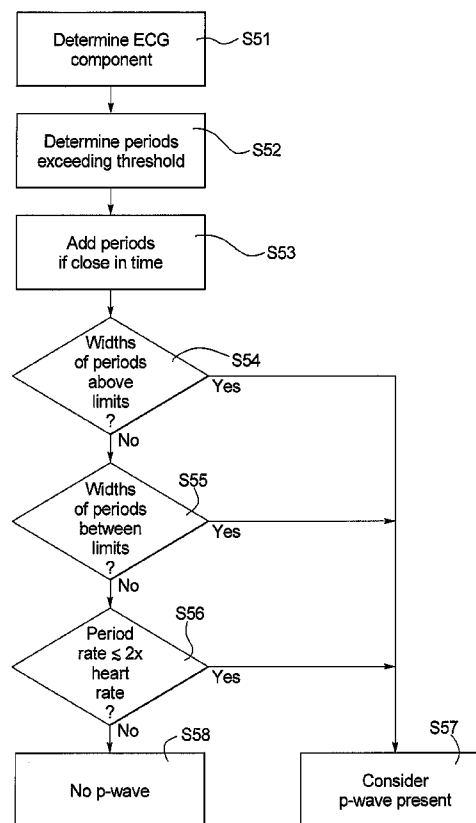 Determine ECG
component
S51
Determine periods
exceeding threshold
S52
Add periods
if close in time
S53
Widths
of periods
above
limits
?
S54
Yes
No
Widths
of periods
between
limits
?
S55
Yes
No
Period
rate ≲ 2x
heart
rate
?
S56
Yes
No
S58
No p-wave
S57
Consider
p-wave present